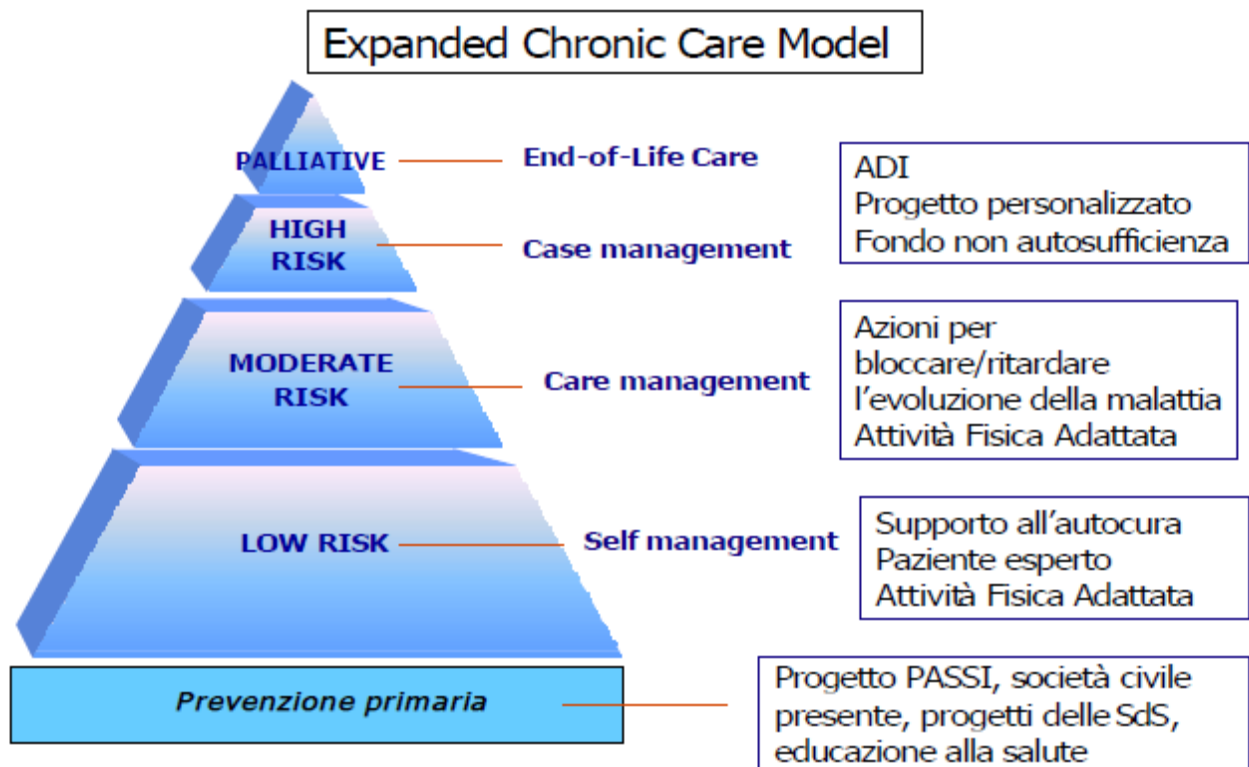 Expanded Chronic Care Model
PALLIATIVE
End-of-Life Care
ADI
Progetto personalizzato
Fondo non autosufficienza
HIGH
RISK
Case management
MODERATE
RISK
Care management
Azioni per
bloccare/ritardare
l'evoluzione della malattia
Attività Fisica Adattata
LOW RISK
Self management
Supporto all'autocura
Paziente esperto
Attività Fisica Adattata
Prevenzione primaria
Progetto PASSI, società civile
presente, progetti delle SdS,
educazione alla salute